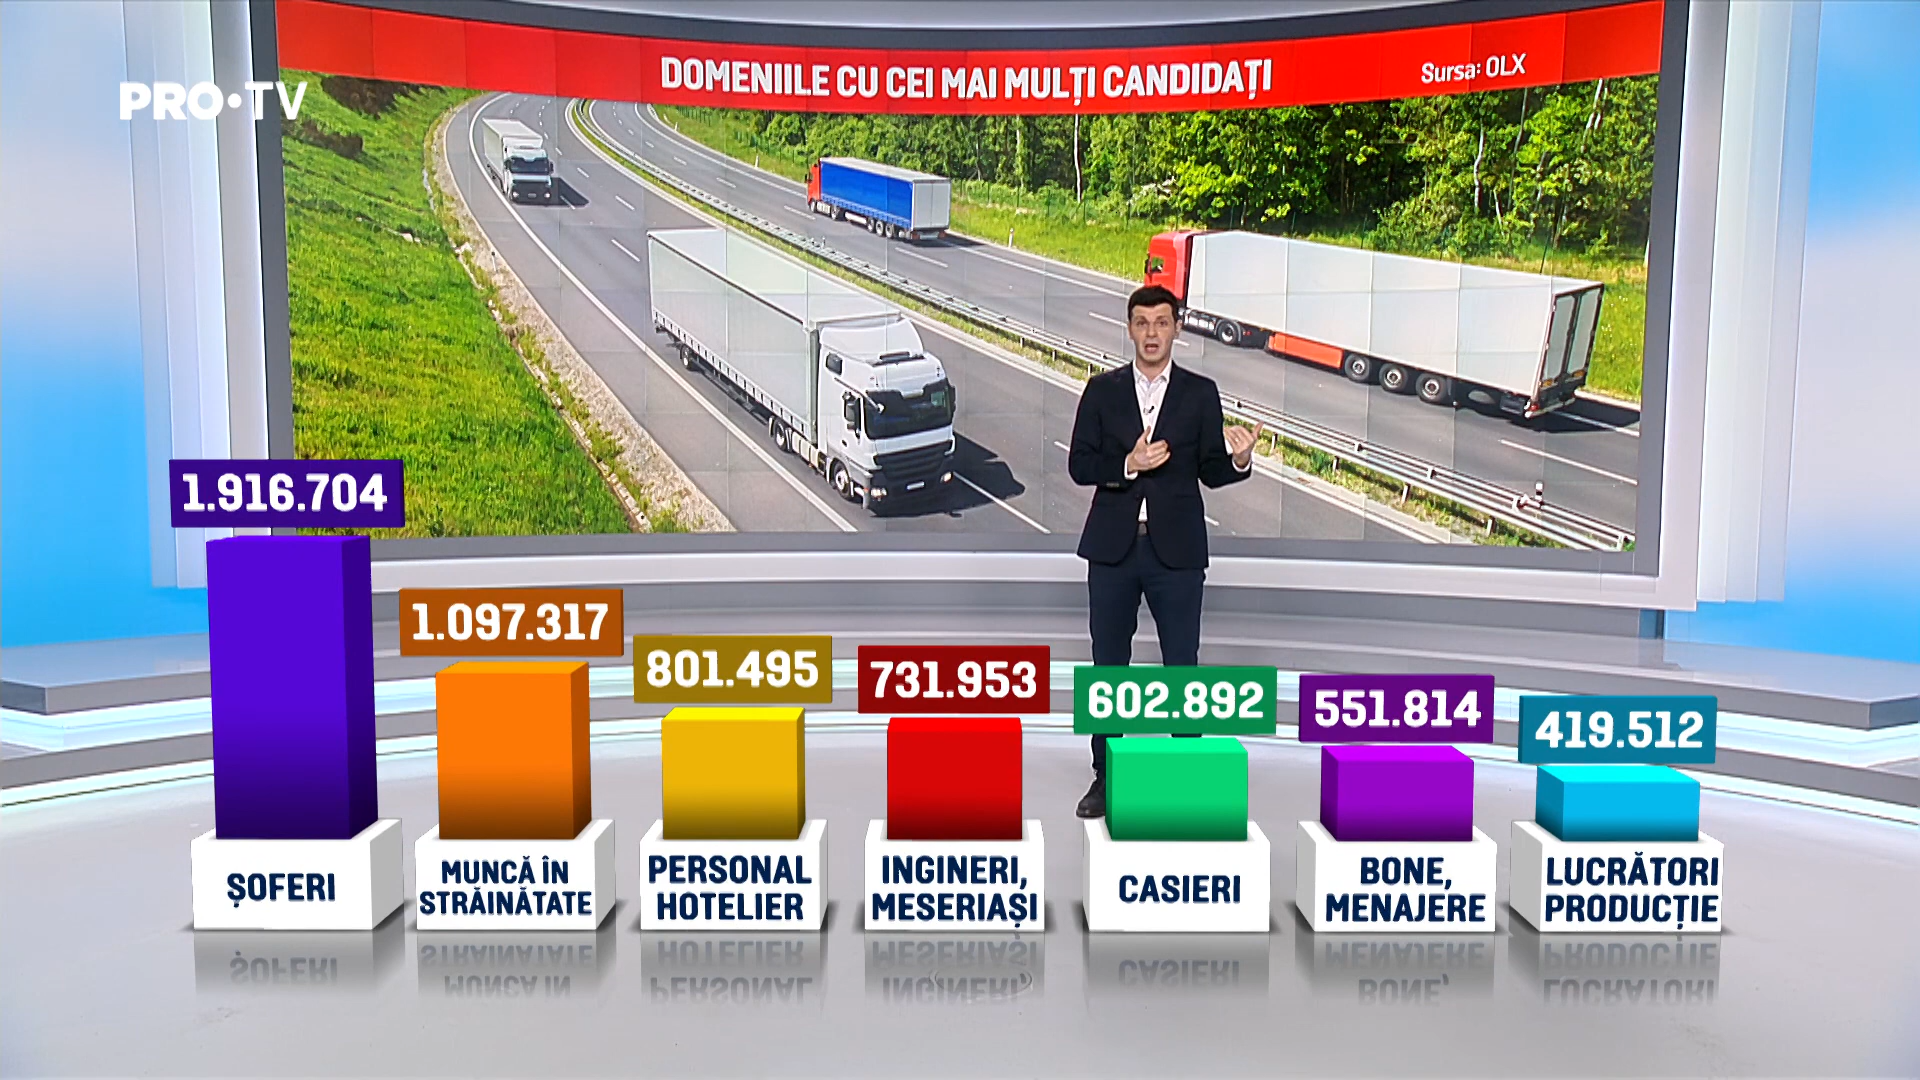 PRO•TV
DOMENIILE CU CEI MAI MULȚI CANDIDAȚI
Sursa: OLX
1.916.704
1.097.317
801.495
731.953
602.892
551.814
419.512
ȘOFERI
MUNCĂ ÎN
STRĂINĂTATE
PERSONAL
HOTELIER
INGINERI,
MESERIAȘI
CASIERI
BONE,
MENAJERE
LUCRĂTORI
PRODUCȚIE